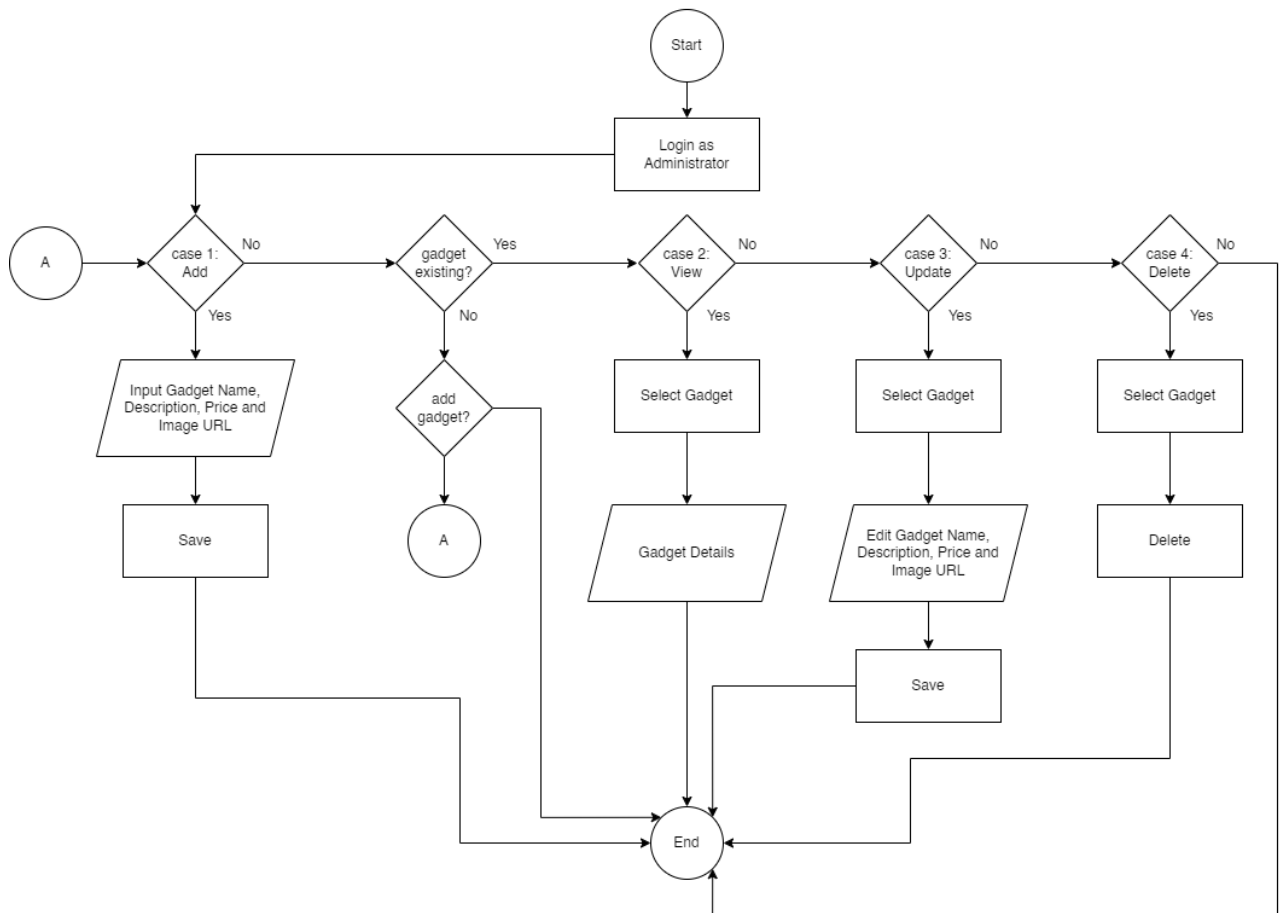 Start
Login as
Administrator
A
case 1:
Add
No
gadget
existing?
Yes
case 2:
View
No
case 3:
Update
No
case 4:
Delete
No
Yes
No
Yes
Yes
Yes
Input Gadget Name,
Description, Price and
Image URL
add
gadget?
Select Gadget
Select Gadget
Select Gadget
Save
A
Gadget Details
Edit Gadget Name,
Description, Price and
Image URL
Delete
Save
End